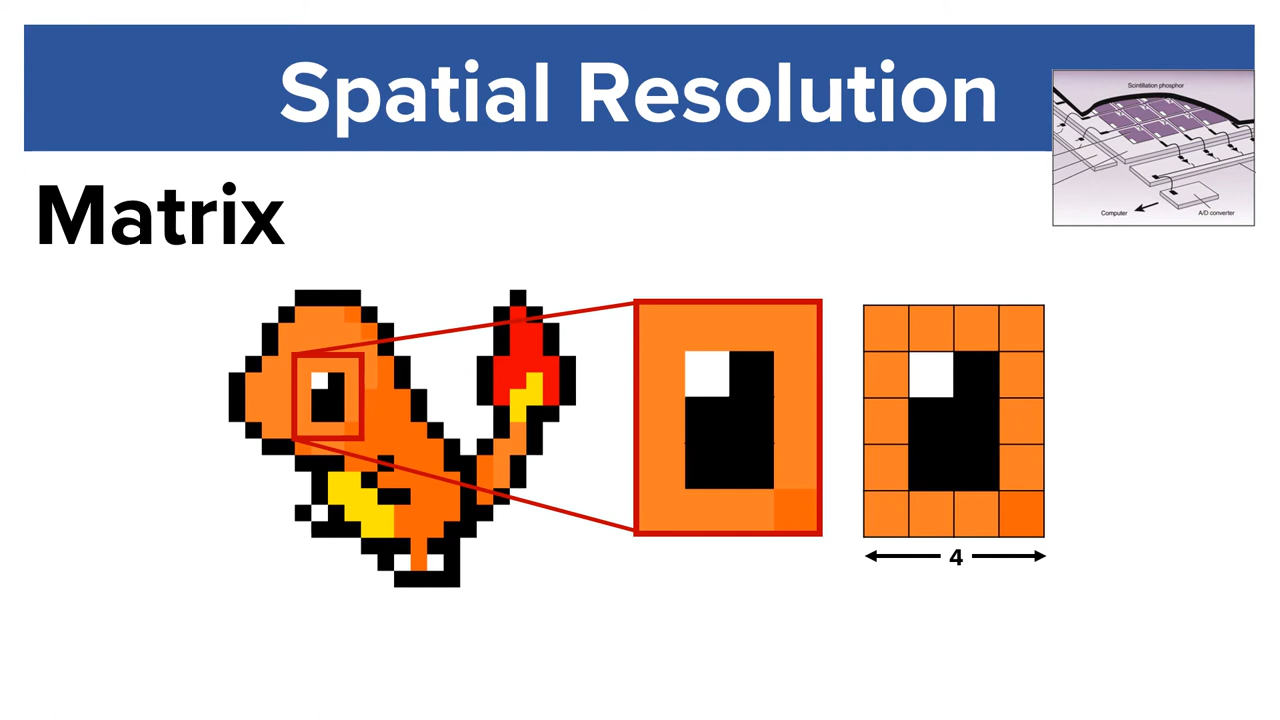 Spatial Resolution
Scintillation phosphor
Computer
A/D converter
Matrix
4